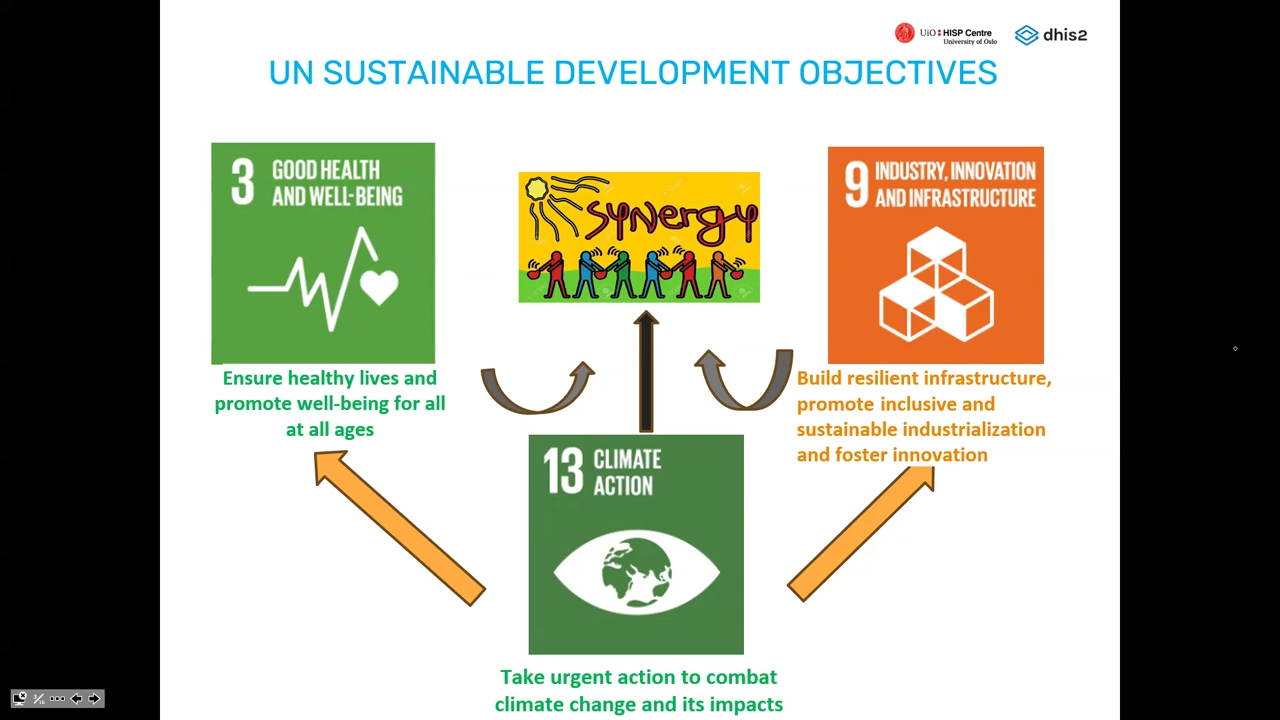 UiO HISP Centre
University of Oslo
dhis2
UN SUSTAINABLE DEVELOPMENT OBJECTIVES
3 GOOD HEALTH
AND WELL-BEING
synergy
9 INDUSTRY, INNOVATION
AND INFRASTRUCTURE
Ensure healthy lives and
promote well-being for all
at all ages
Build resilient infrastructure,
promote inclusive and
sustainable industrialization
and foster innovation
13 CLIMATE
ACTION
Take urgent action to combat
climate change and its impacts